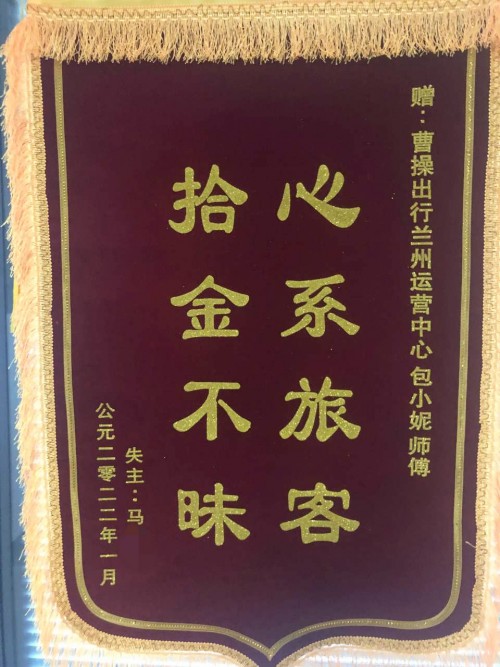 赠：曹操出行兰州运营中心 包小妮师傅
心系旅客
拾金不昧
失主：马
公元二零二二年一月